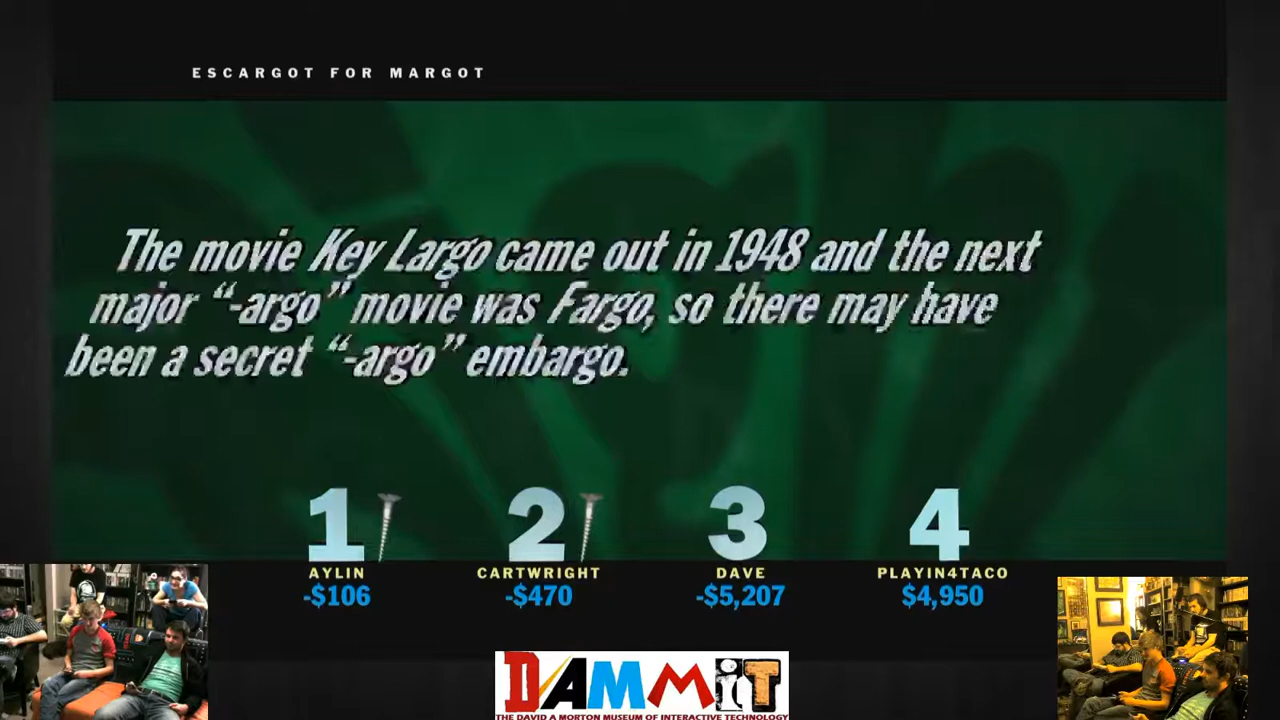 ESCARGOT FOR MARGOT
The movie Key Largo came out in 1948 and the next
major “-argo” movie was Fargo, so there may have
been a secret “-argo” embargo.
1 2 3 4
AYLIN CARTWRIGHT DAVE PLAYIN4TACO
-$106 -$470 -$5,207 $4,950
DAMMiT
THE DAVID A MORTON MUSEUM OF INTERACTIVE TECHNOLOGY